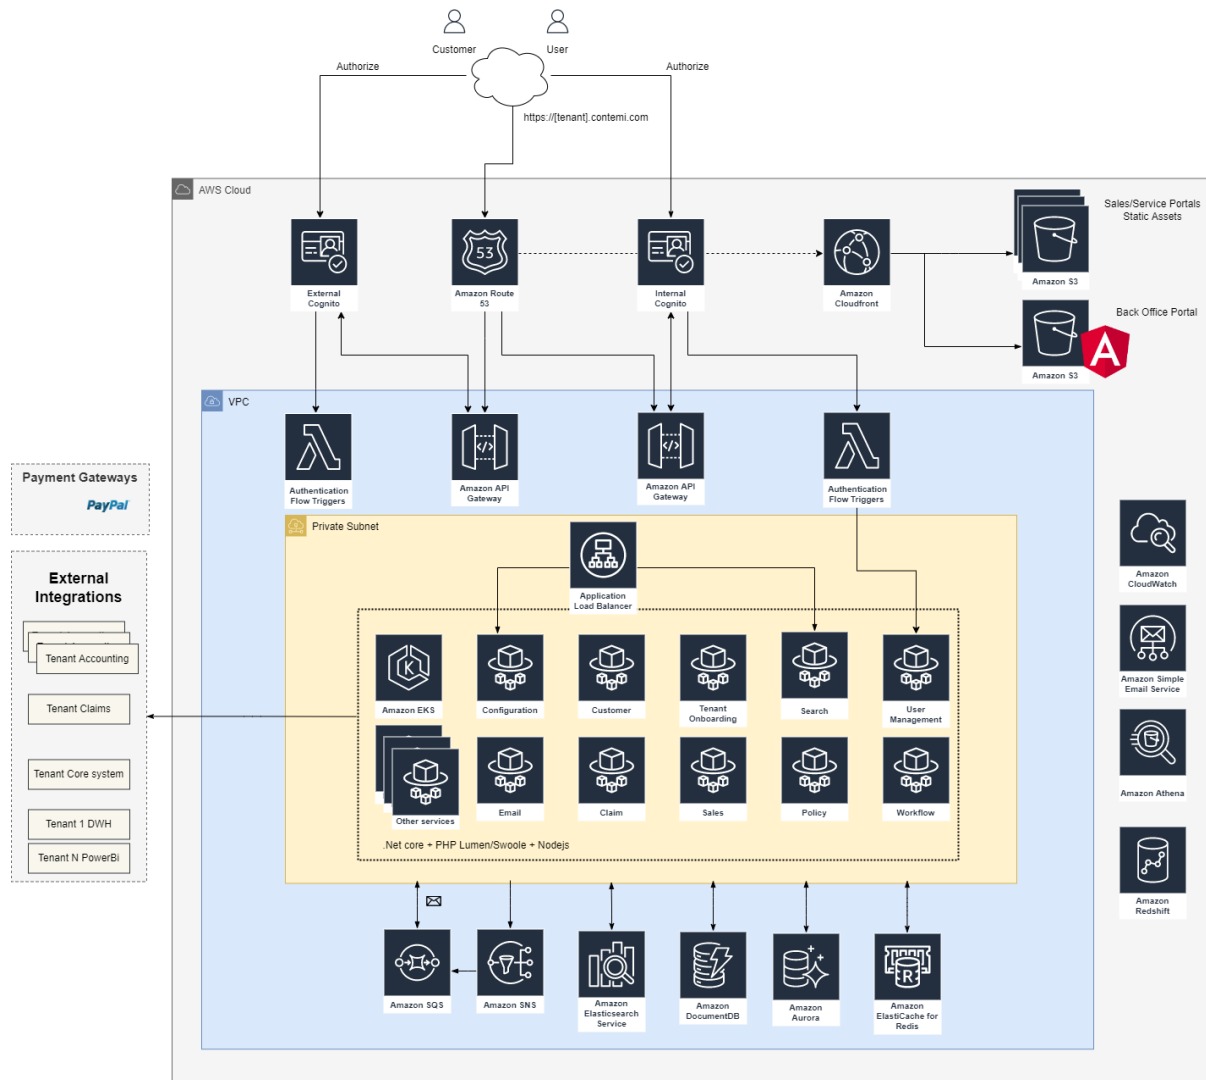 Customer
User
Authorize
Authorize
https://[tenant].contemi.com
AWS Cloud
Sales/Service Portals
Static Assets
53
External
Cognito
Amazon Route
53
Internal
Cognito
Amazon
Cloudfront
Amazon S3
Back Office Portal
A
Amazon S3
VPC
Authentication
Flow Triggers
</>
Amazon API
Gateway
</>
Amazon API
Gateway
Authentication
Flow Triggers
Payment Gateways
PayPal
Private Subnet
Application
Load Balancer
External
Integrations
Tenant Accounting
Tenant Claims
Tenant Core system
Tenant 1 DWH
Tenant N PowerBi
K
Amazon EKS
Configuration
Customer
Tenant
Onboarding
Search
User
Management
Other services
Email
Claim
Sales
Policy
Workflow
.Net core + PHP Lumen/Swoole + Nodejs
Amazon
CloudWatch
Amazon Simple
Email Service
Amazon Athena
Amazon
Redshift
Amazon SQS
Amazon SNS
Amazon
Elasticsearch
Service
Amazon
DocumentDB
Amazon
Aurora
R
Amazon
ElastiCache for
Redis